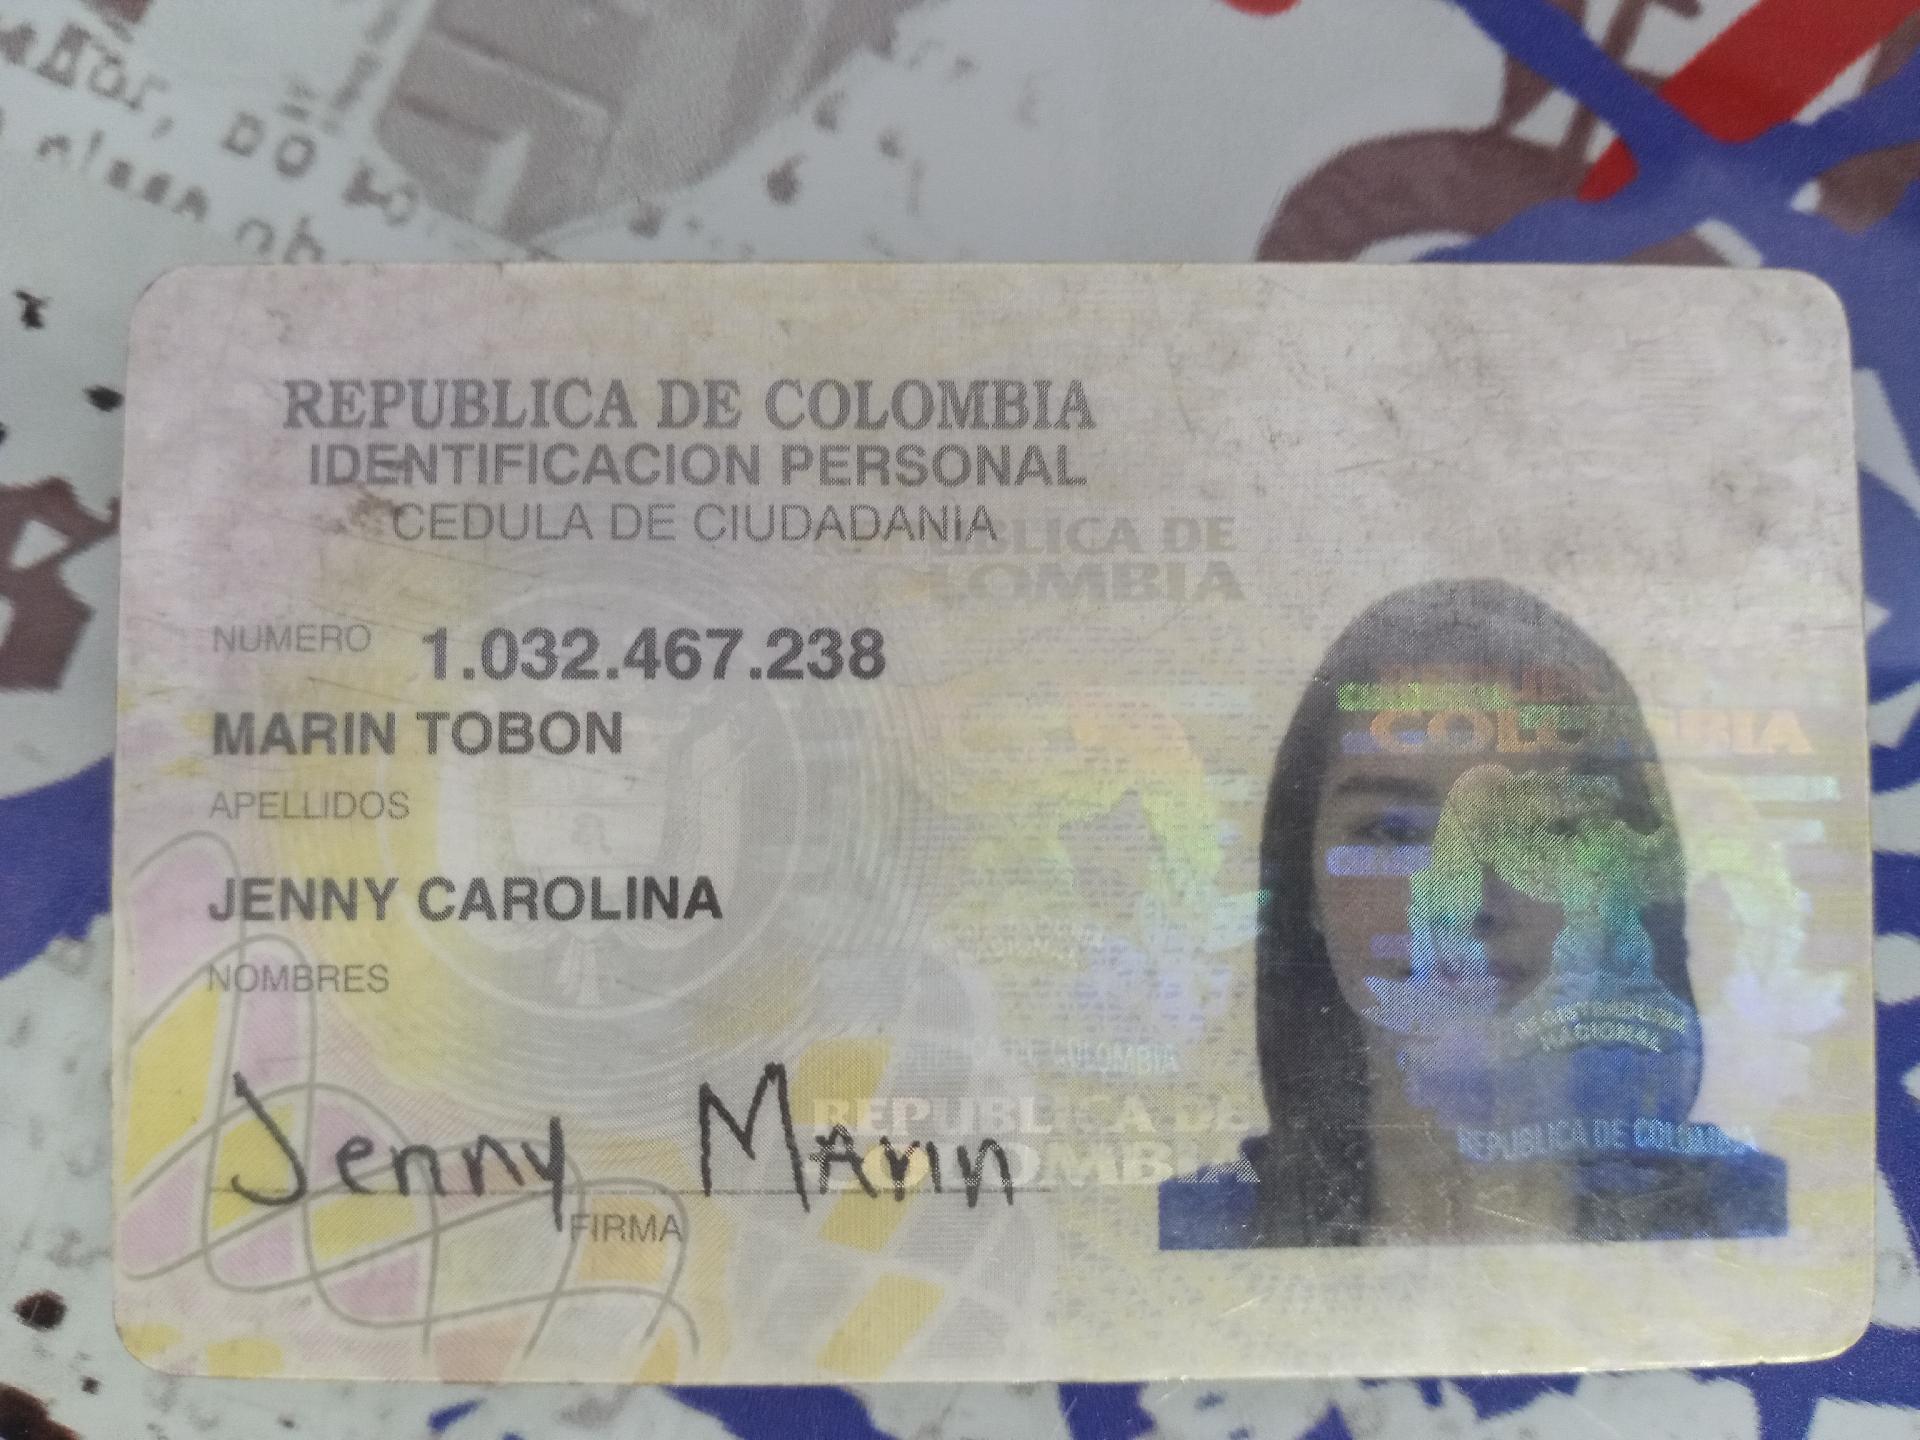 REPUBLICA DE COLOMBIA
IDENTIFICACION PERSONAL
CEDULA DE CIUDADANIA
REPUBLICA DE
COLOMBIA
NUMERO 1.032.467.238
MARIN TOBON
APELLIDOS
COLOMBIA
JENNY CAROLINA
NOMBRES
REGISTRADURIA
NACIONAL
REPUBLICA DE COLOMBIA
REPUBLICA DE
COLOMBIA
REPUBLICA DE COLOMBIA
Jenny Marin
FIRMA